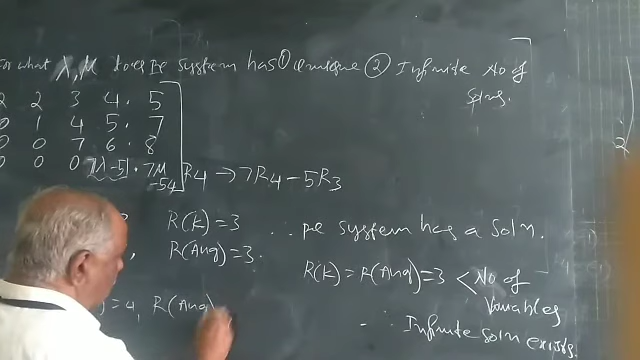 For what λ, μ does the system has ① unique ② Infinite No of
solns.
2 2 3 4 . 5
0 1 4 5 . 7
0 0 7 6 . 8
0 0 0 7λ-51 . 7μ
-54
R4 → 7R4 - 5R3
R(K) = 3
∴ the system has a Soln.
R(Aug) = 3.
R(K) = R(Aug) = 3 < No of
Variables
= 4, R(Aug)
∴ Infinite Soln exists
2